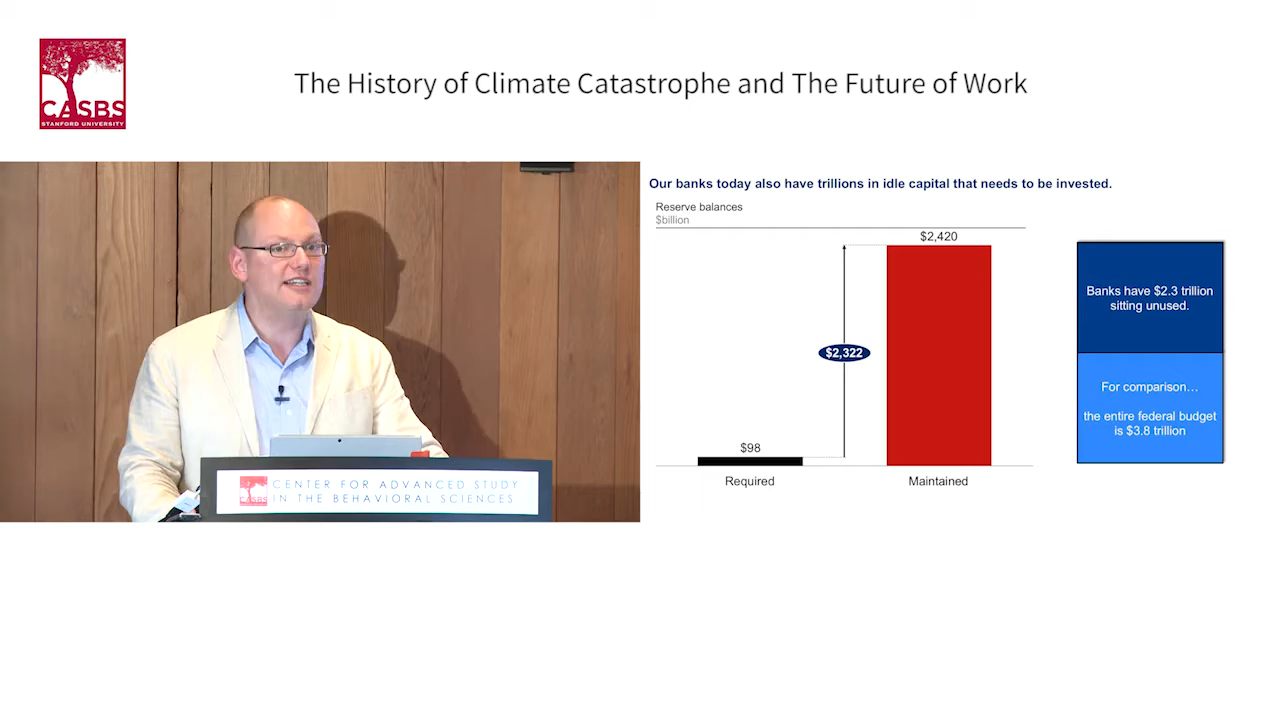 CASBS
STANFORD UNIVERSITY
The History of Climate Catastrophe and The Future of Work
Our banks today also have trillions in idle capital that needs to be invested.
Reserve balances
$billion
$2,420
$2,322
$98
Required
Maintained
Banks have $2.3 trillion
sitting unused.
For comparison…
the entire federal budget
is $3.8 trillion
CASBS
CENTER FOR ADVANCED STUDY
IN THE BEHAVIORAL SCIENCES